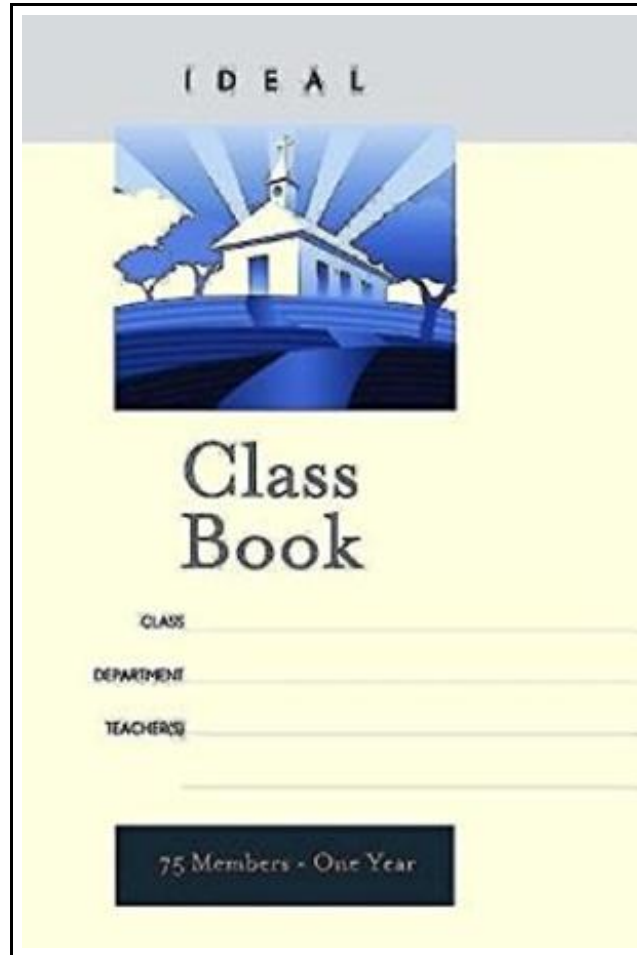 IDEAL
Class
Book
CLASS
DEPARTMENT
TEACHER(S)
75 Members - One Year